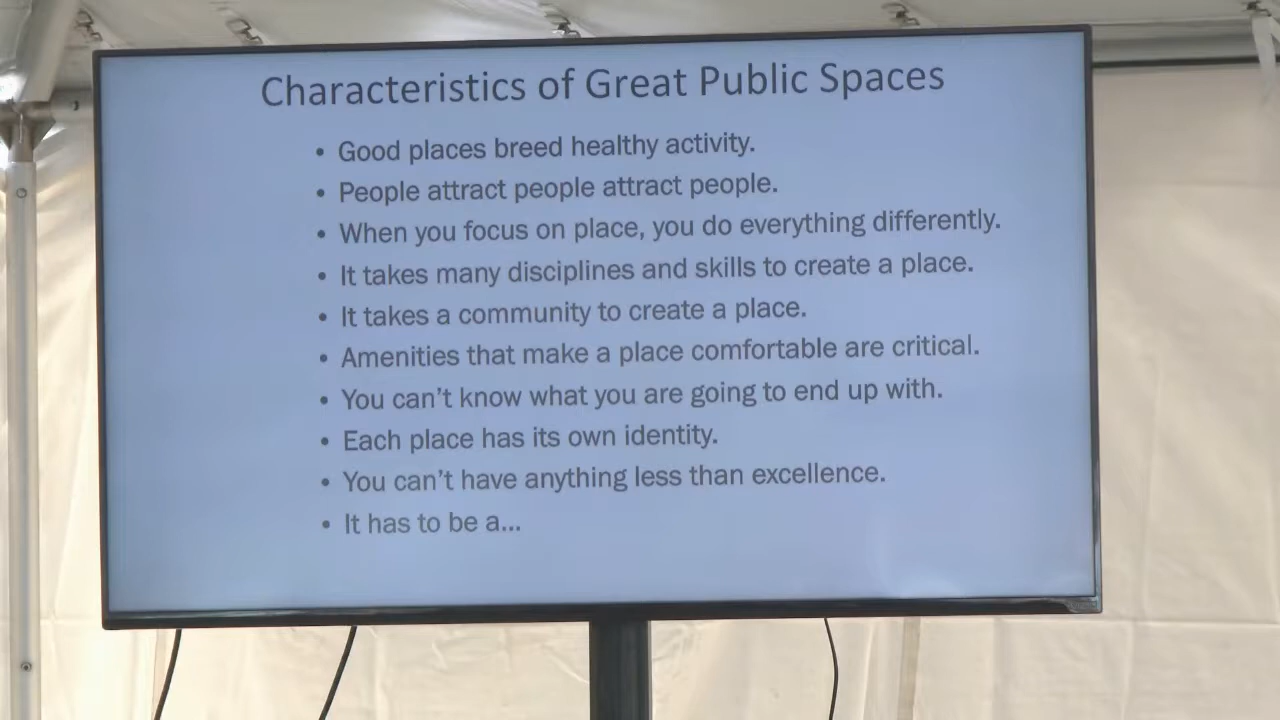 Characteristics of Great Public Spaces
• Good places breed healthy activity.
• People attract people attract people.
• When you focus on place, you do everything differently.
• It takes many disciplines and skills to create a place.
• It takes a community to create a place.
• Amenities that make a place comfortable are critical.
• You can’t know what you are going to end up with.
• Each place has its own identity.
• You can’t have anything less than excellence.
• It has to be a...